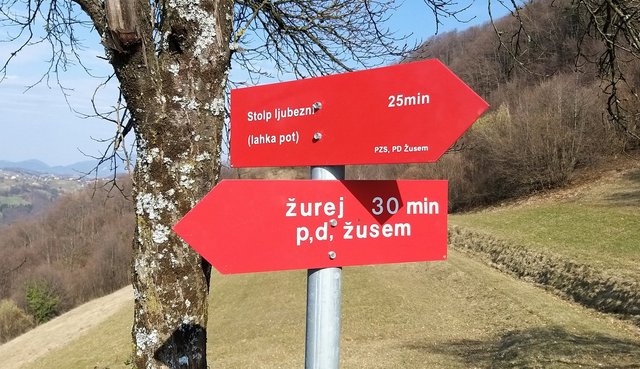 Stolp ljubezni 25min
(lahka pot)
PZS, PD Žusem
žurej 30 min
p,d, žusem